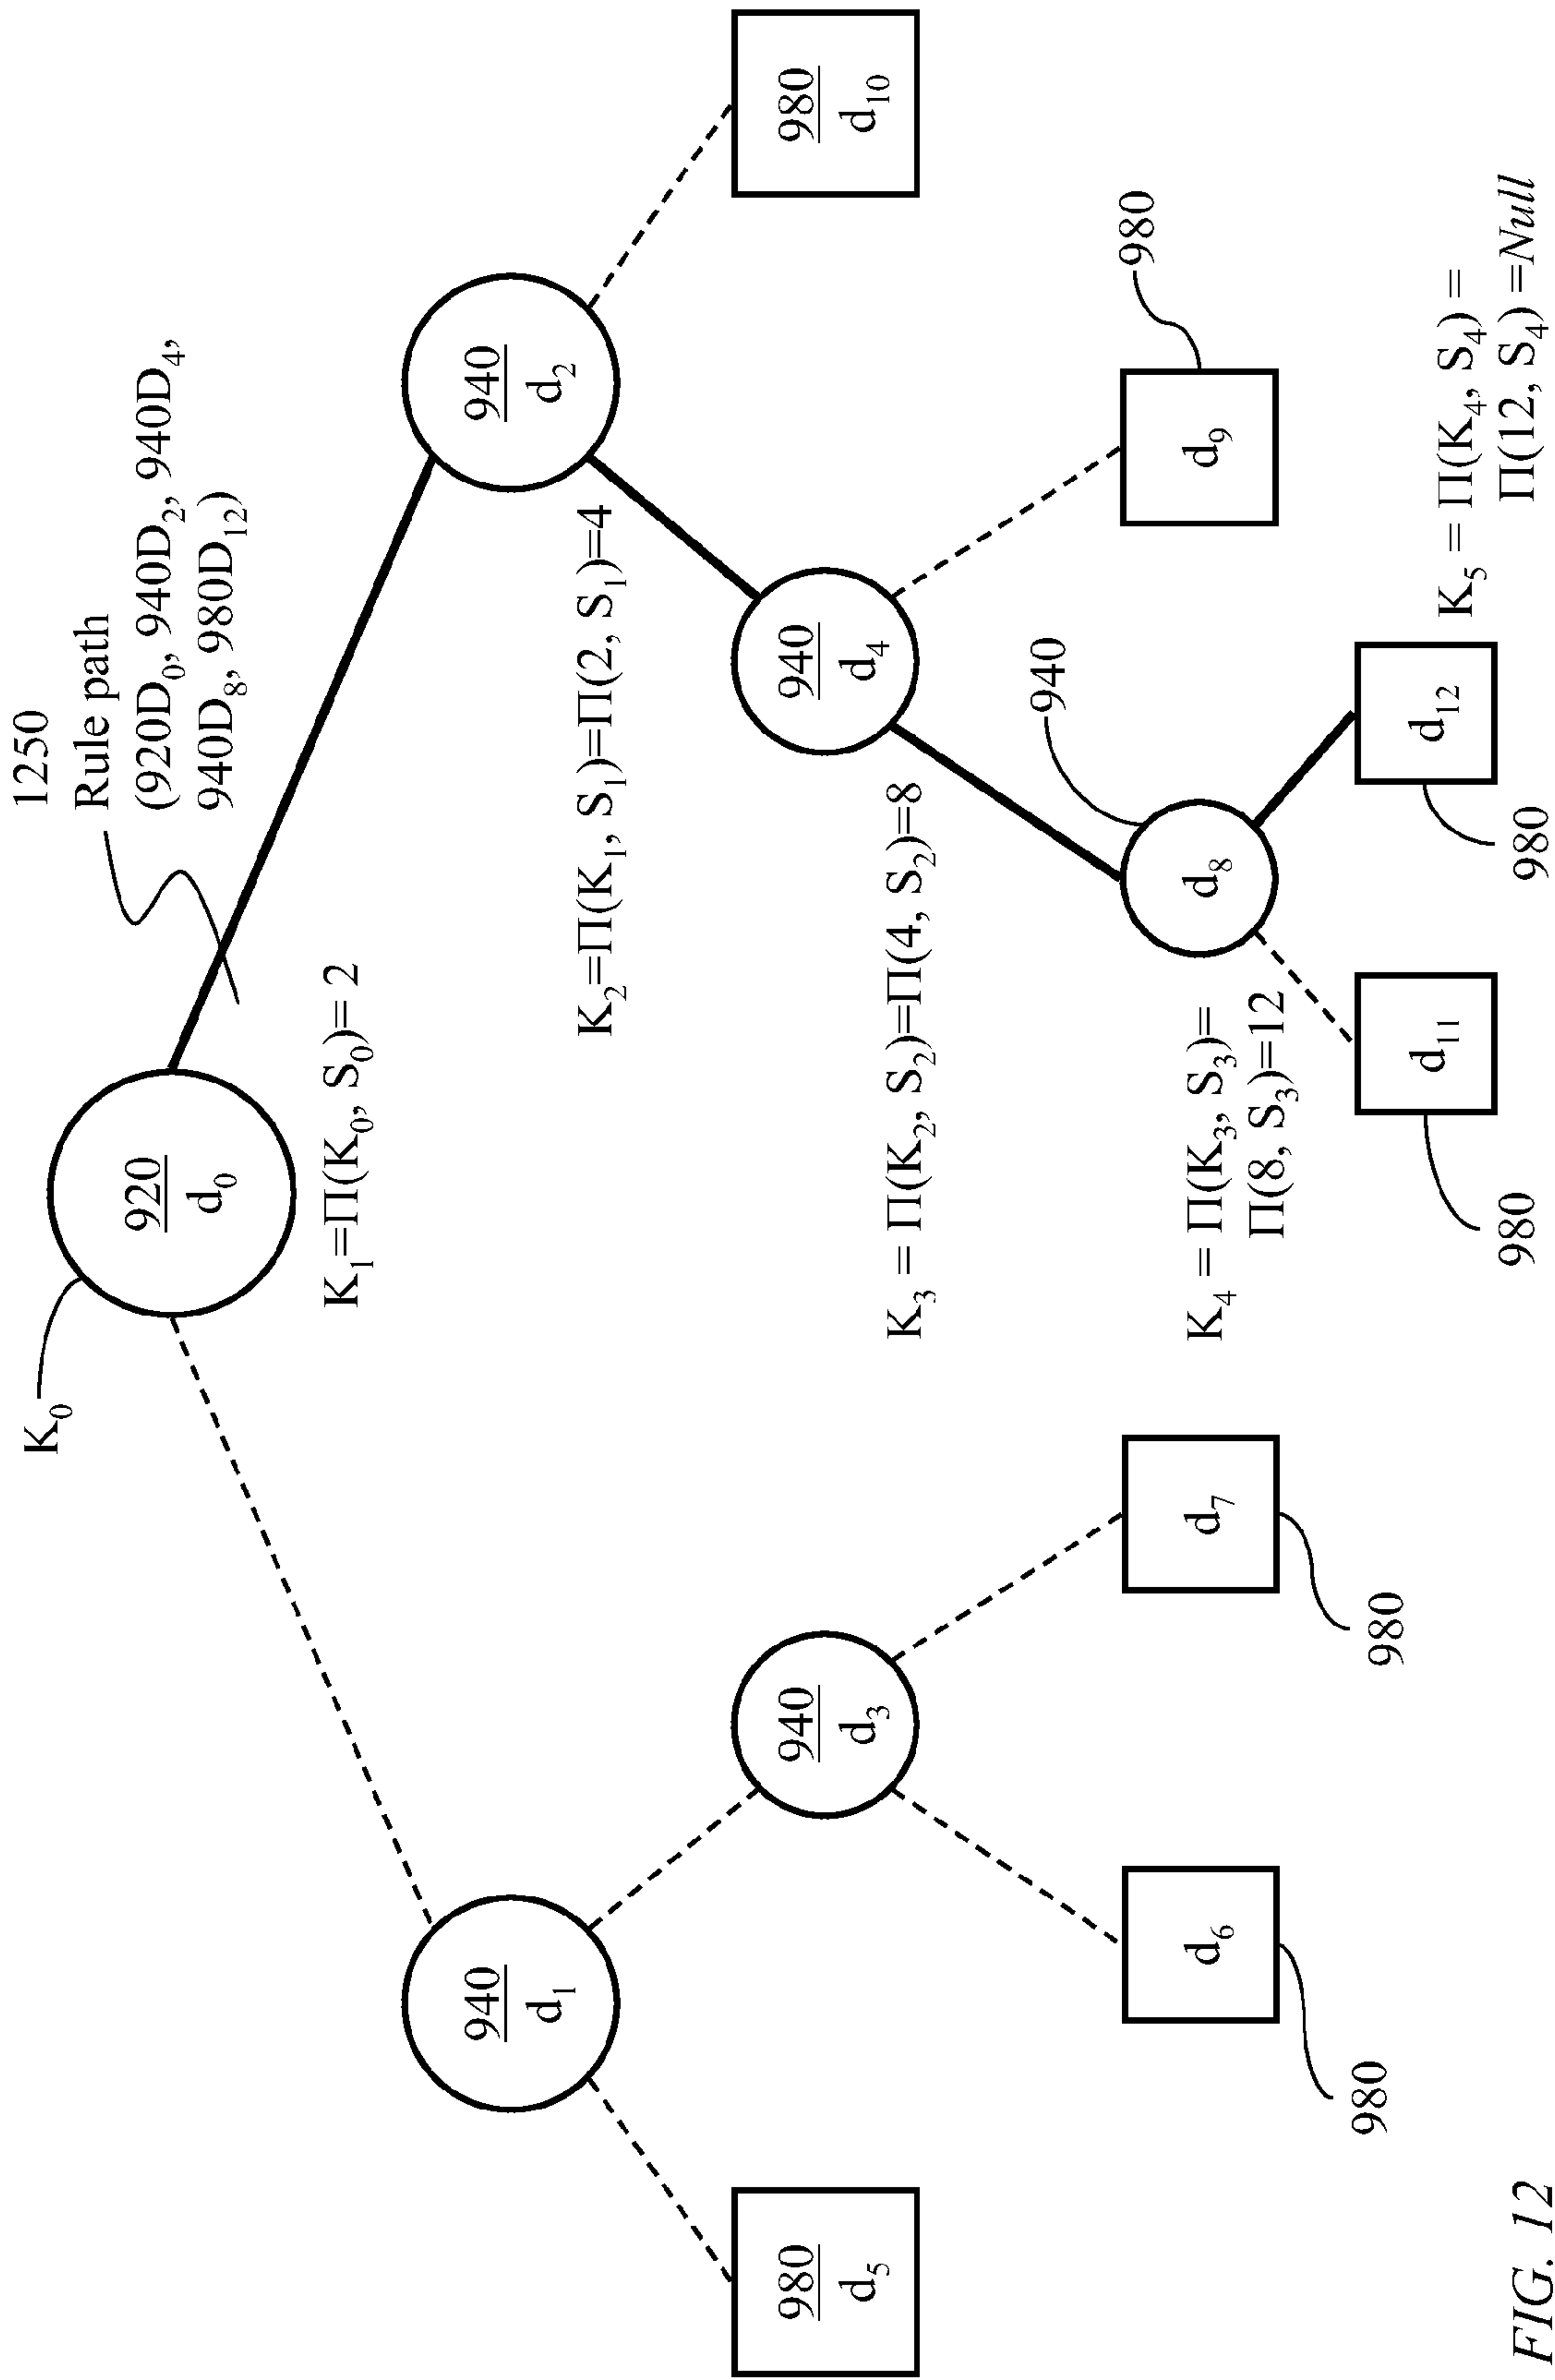 1250
Rule path
(920D₀, 940D₂, 940D₄,
940D₈, 980D₁₂)
K₀
920
d₀
K₁=Π(K₀, S₀)= 2
940
d₁
940
d₂
K₂=Π(K₁, S₁)=Π(2, S₁)=4
980
d₅
940
d₃
940
d₄
980
d₁₀
K₃ = Π(K₂, S₂)=Π(4, S₂)=8
940
980
d₆
d₇
d₈
d₉
K₄ = Π(K₃, S₃)=
Π(8, S₃)=12
980
980
d₁₁
d₁₂
K₅ = Π(K₄, S₄) =
Π(12, S₄) =Null
980
980
FIG. 12